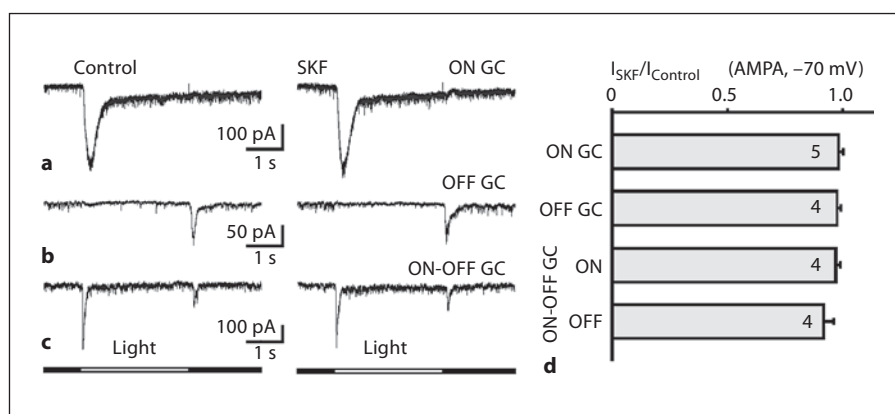 Control
SKF
ON GC
100 pA
1 s
a
OFF GC
50 pA
1 s
b
ON-OFF GC
100 pA
1 s
c
Light
Light
I_SKF/I_Control (AMPA, –70 mV)
0
0.5
1.0
ON GC
5
OFF GC
4
ON-OFF GC
ON
4
OFF
4
d